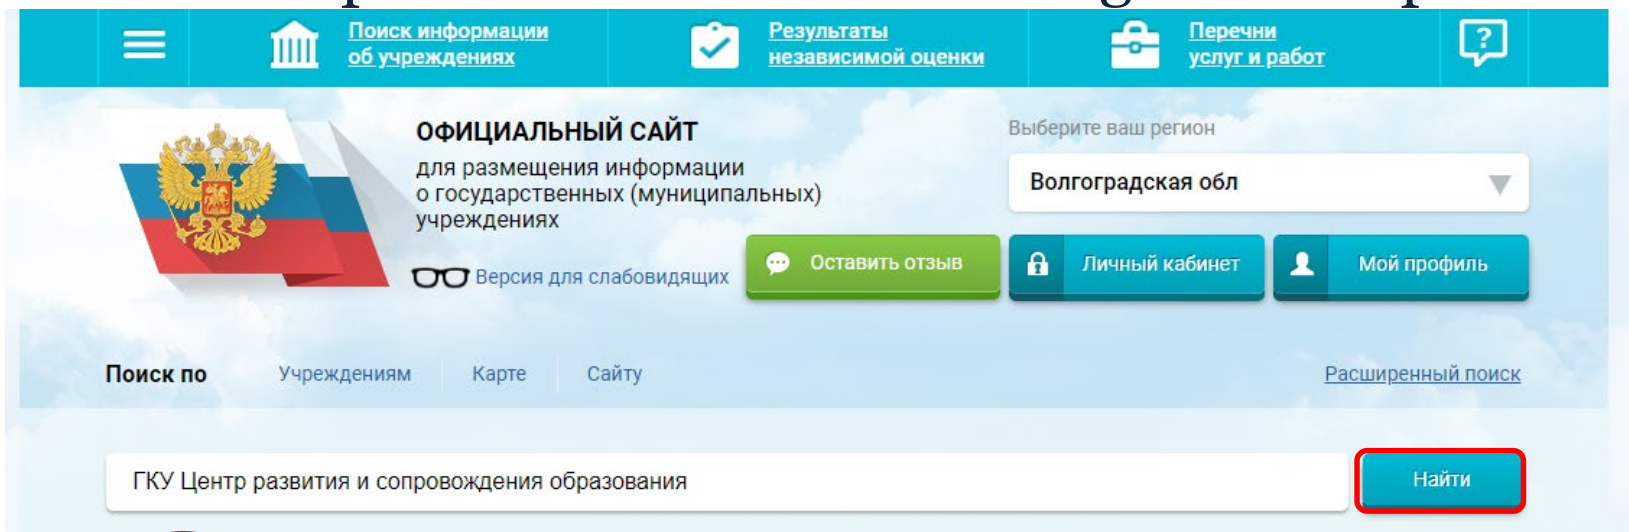 Поиск информации
об учреждениях
Результаты
независимой оценки
Перечни
услуг и работ
?
ОФИЦИАЛЬНЫЙ САЙТ
для размещения информации
о государственных (муниципальных)
учреждениях
Версия для слабовидящих
Выберите ваш регион
Волгоградская обл
Оставить отзыв
Личный кабинет
Мой профиль
Поиск по Учреждениям Карте Сайту Расширенный поиск
ГКУ Центр развития и сопровождения образования
Найти